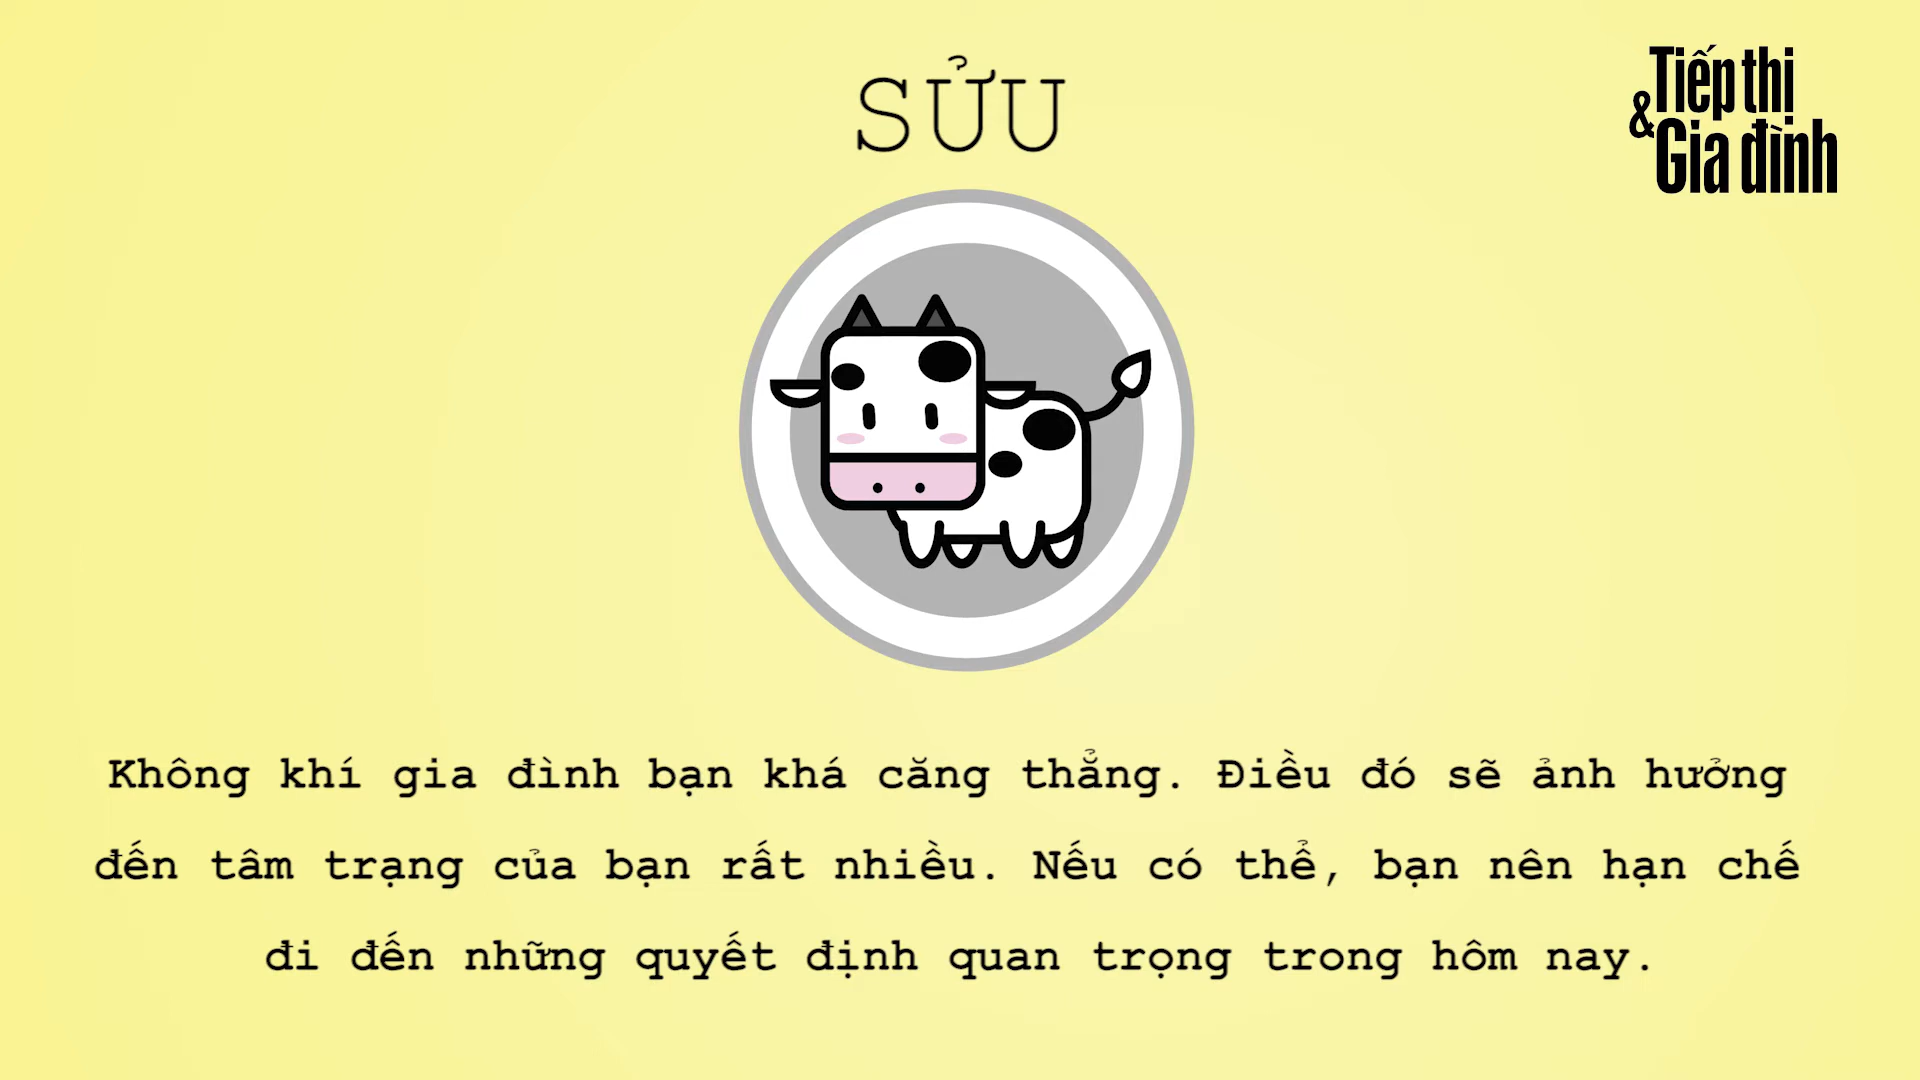 SỬU
Tiếp thị
& Gia đình
Không khí gia đình bạn khá căng thẳng. Điều đó sẽ ảnh hưởng
đến tâm trạng của bạn rất nhiều. Nếu có thể, bạn nên hạn chế
đi đến những quyết định quan trọng trong hôm nay.